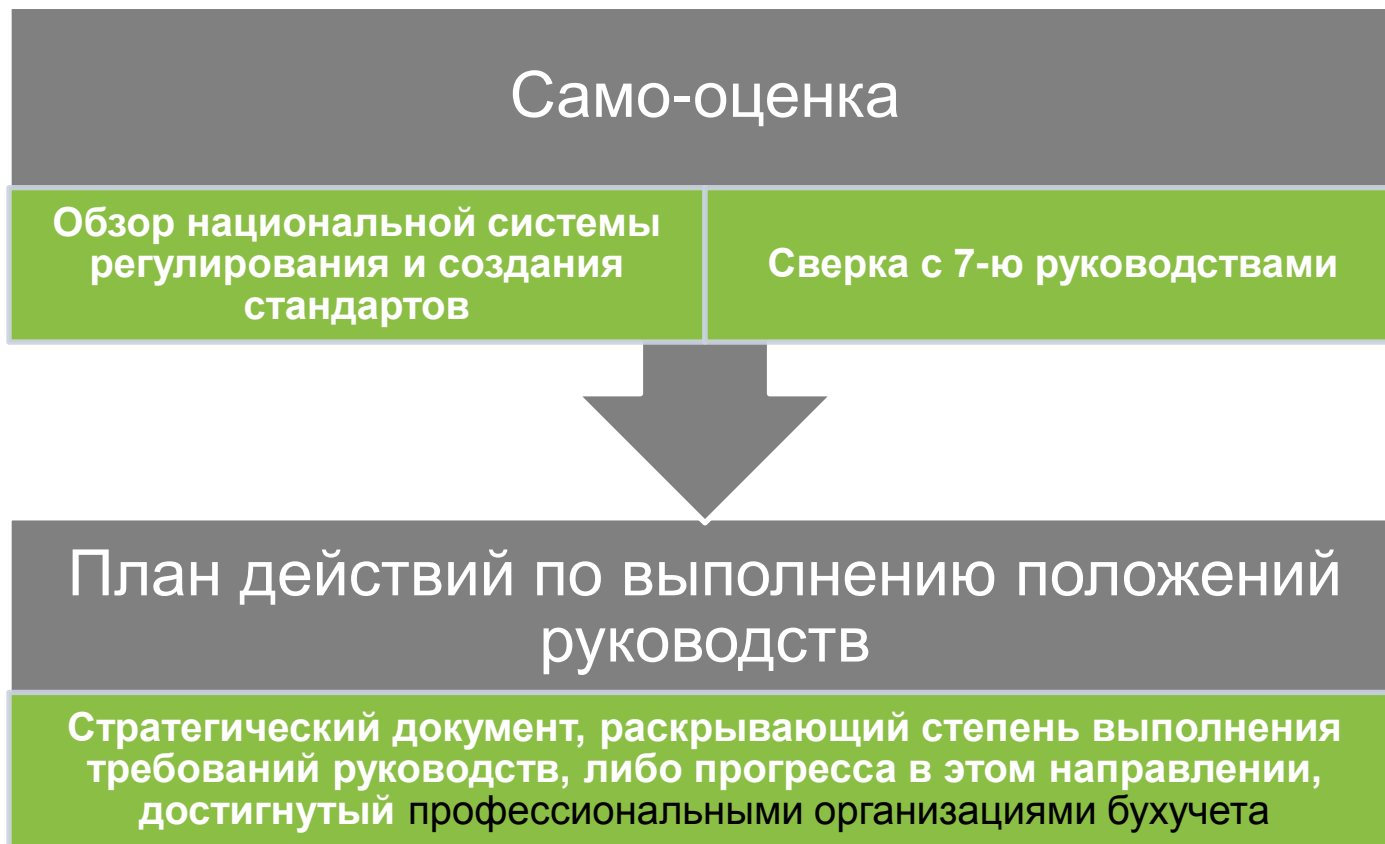 Само-оценка
Обзор национальной системы
регулирования и создания
стандартов
Сверка с 7-ю руководствами
План действий по выполнению положений
руководств
Стратегический документ, раскрывающий степень выполнения
требований руководств, либо прогресса в этом направлении,
достигнутый профессиональными организациями бухучета